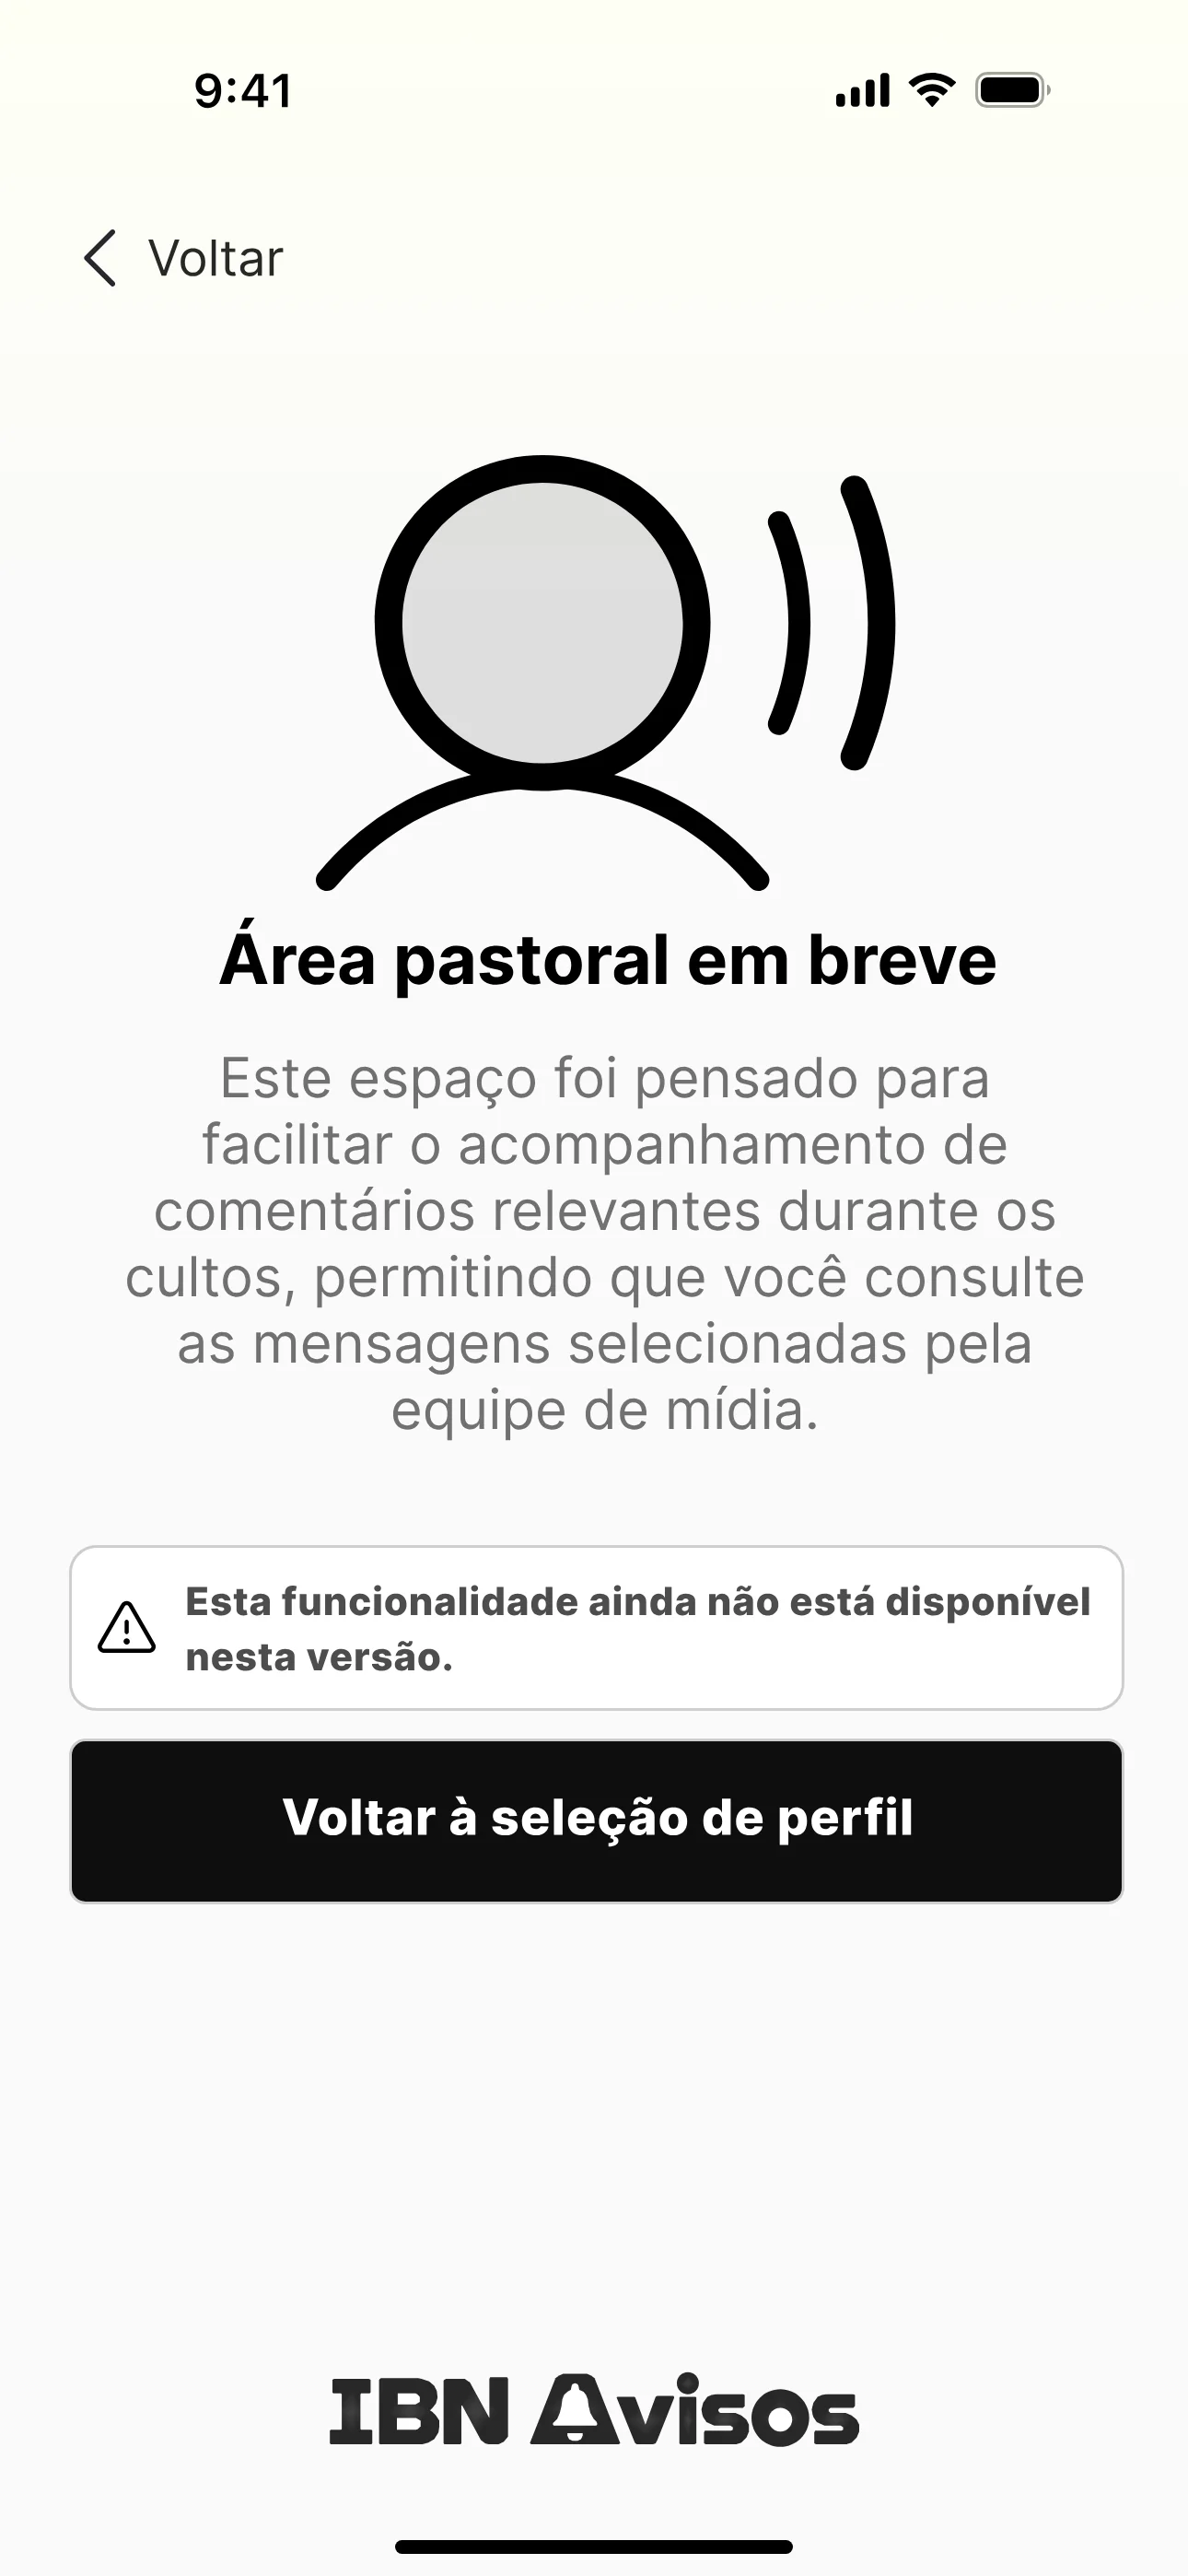 9:41
Voltar
Área pastoral em breve
Este espaço foi pensado para
facilitar o acompanhamento de
comentários relevantes durante os
cultos, permitindo que você consulte
as mensagens selecionadas pela
equipe de mídia.
Esta funcionalidade ainda não está disponível
nesta versão.
Voltar à seleção de perfil
IBN Avisos